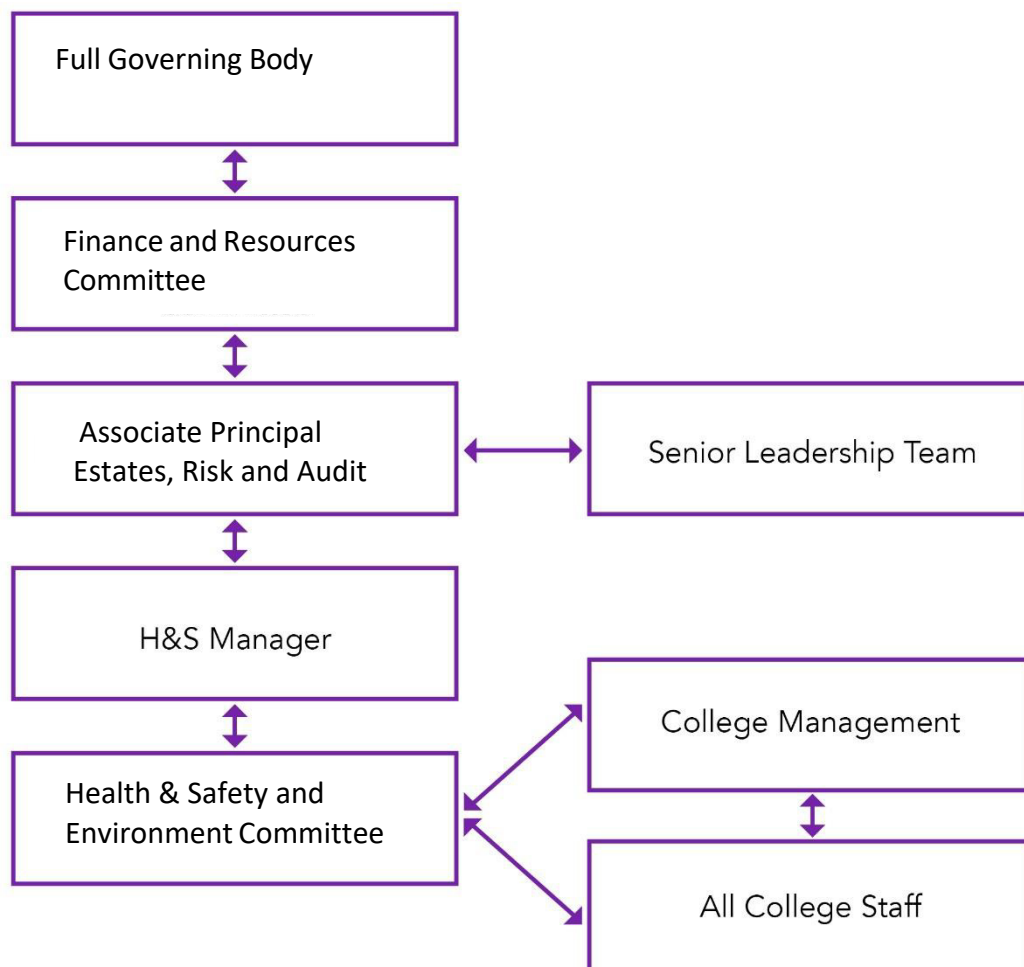 Full Governing Body
Finance and Resources
Committee
Associate Principal
Estates, Risk and Audit
Senior Leadership Team
H&S Manager
Health & Safety and
Environment Committee
College Management
All College Staff